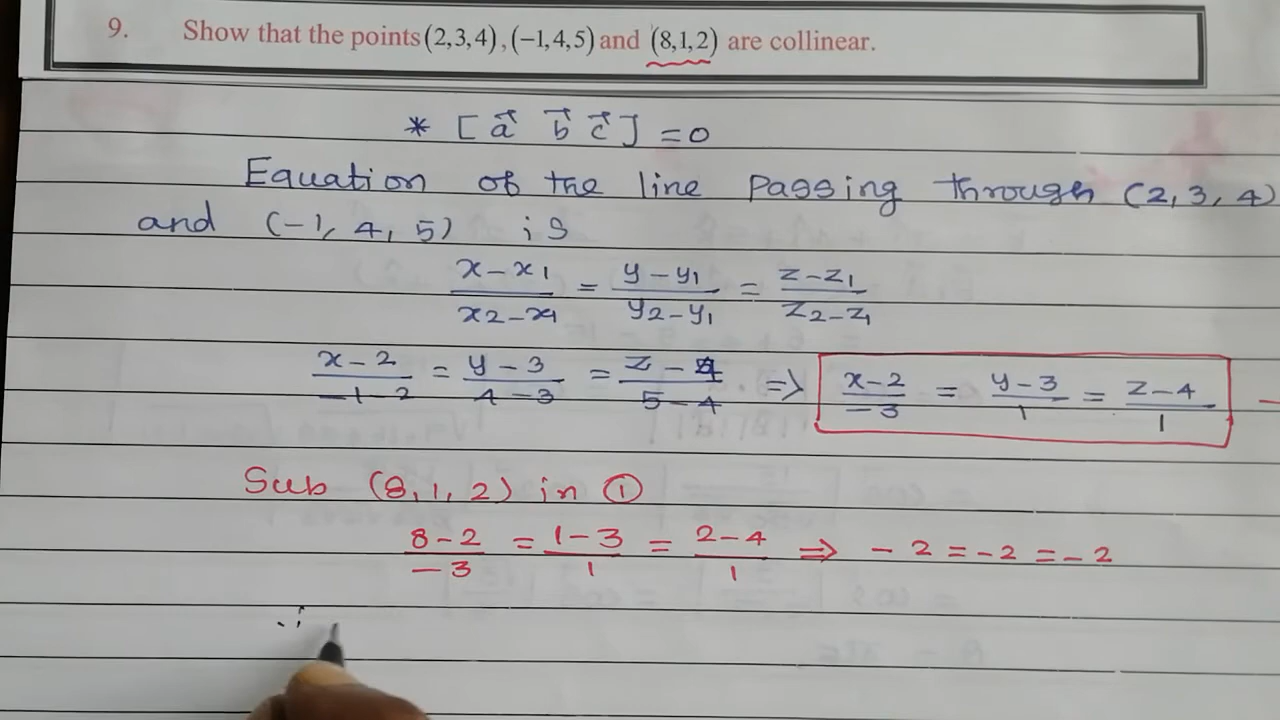 9. Show that the points (2,3,4), (−1,4,5) and (8,1,2) are collinear.
* [a⃗ b⃗ c⃗] = 0
Equation of the line passing through (2, 3, 4)
and (-1, 4, 5) is
x - x1 / x2 - x1 = y - y1 / y2 - y1 = z - z1 / z2 - z1
x - 2 / -1 - 2 = y - 3 / 4 - 3 = z - 4 / 5 - 4 ⇒ x - 2 / -3 = y - 3 / 1 = z - 4 / 1 -
Sub (8, 1, 2) in ①
8 - 2 / -3 = 1 - 3 / 1 = 2 - 4 / 1 ⇒ - 2 = - 2 = - 2
∴